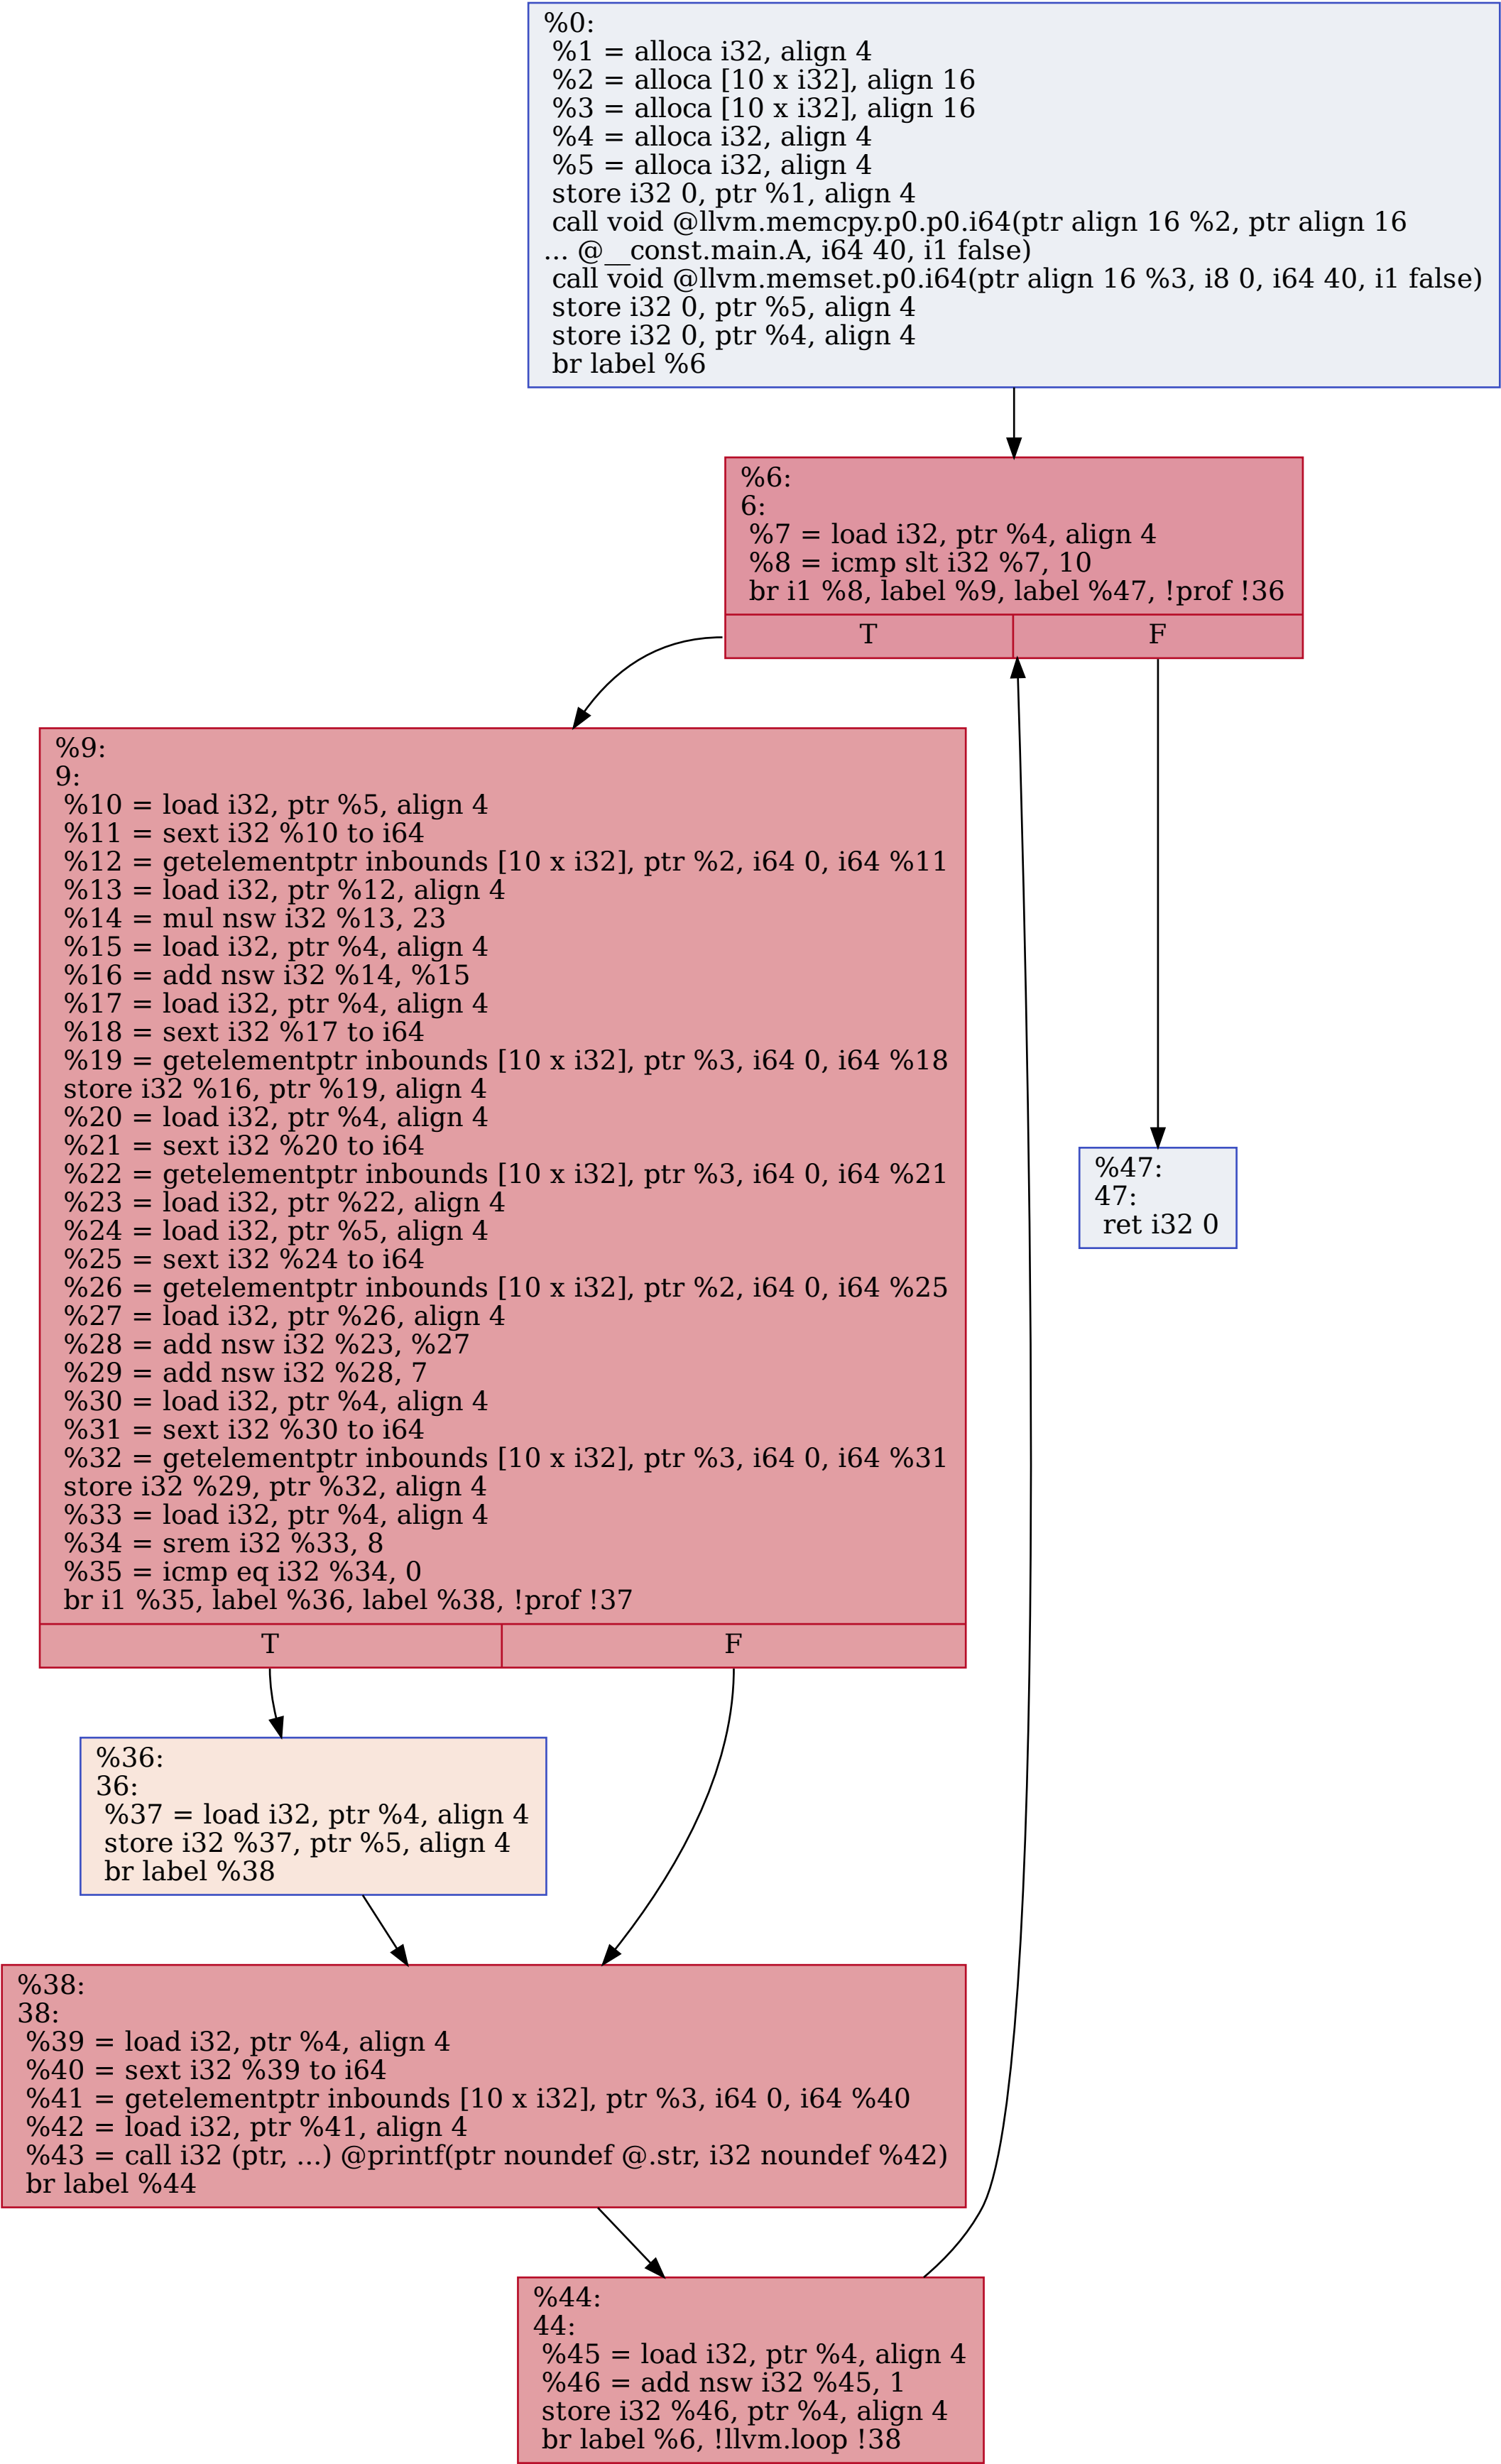 %0:
%1 = alloca i32, align 4
%2 = alloca [10 x i32], align 16
%3 = alloca [10 x i32], align 16
%4 = alloca i32, align 4
%5 = alloca i32, align 4
store i32 0, ptr %1, align 4
call void @llvm.memcpy.p0.p0.i64(ptr align 16 %2, ptr align 16
... @__const.main.A, i64 40, i1 false)
call void @llvm.memset.p0.i64(ptr align 16 %3, i8 0, i64 40, i1 false)
store i32 0, ptr %5, align 4
store i32 0, ptr %4, align 4
br label %6
%6:
6:
%7 = load i32, ptr %4, align 4
%8 = icmp slt i32 %7, 10
br i1 %8, label %9, label %47, !prof !36
T F
%9:
9:
%10 = load i32, ptr %5, align 4
%11 = sext i32 %10 to i64
%12 = getelementptr inbounds [10 x i32], ptr %2, i64 0, i64 %11
%13 = load i32, ptr %12, align 4
%14 = mul nsw i32 %13, 23
%15 = load i32, ptr %4, align 4
%16 = add nsw i32 %14, %15
%17 = load i32, ptr %4, align 4
%18 = sext i32 %17 to i64
%19 = getelementptr inbounds [10 x i32], ptr %3, i64 0, i64 %18
store i32 %16, ptr %19, align 4
%20 = load i32, ptr %4, align 4
%21 = sext i32 %20 to i64
%22 = getelementptr inbounds [10 x i32], ptr %3, i64 0, i64 %21
%23 = load i32, ptr %22, align 4
%24 = load i32, ptr %5, align 4
%25 = sext i32 %24 to i64
%26 = getelementptr inbounds [10 x i32], ptr %2, i64 0, i64 %25
%27 = load i32, ptr %26, align 4
%28 = add nsw i32 %23, %27
%29 = add nsw i32 %28, 7
%30 = load i32, ptr %4, align 4
%31 = sext i32 %30 to i64
%32 = getelementptr inbounds [10 x i32], ptr %3, i64 0, i64 %31
store i32 %29, ptr %32, align 4
%33 = load i32, ptr %4, align 4
%34 = srem i32 %33, 8
%35 = icmp eq i32 %34, 0
br i1 %35, label %36, label %38, !prof !37
T F
%47:
47:
ret i32 0
%36:
36:
%37 = load i32, ptr %4, align 4
store i32 %37, ptr %5, align 4
br label %38
%38:
38:
%39 = load i32, ptr %4, align 4
%40 = sext i32 %39 to i64
%41 = getelementptr inbounds [10 x i32], ptr %3, i64 0, i64 %40
%42 = load i32, ptr %41, align 4
%43 = call i32 (ptr, ...) @printf(ptr noundef @.str, i32 noundef %42)
br label %44
%44:
44:
%45 = load i32, ptr %4, align 4
%46 = add nsw i32 %45, 1
store i32 %46, ptr %4, align 4
br label %6, !llvm.loop !38